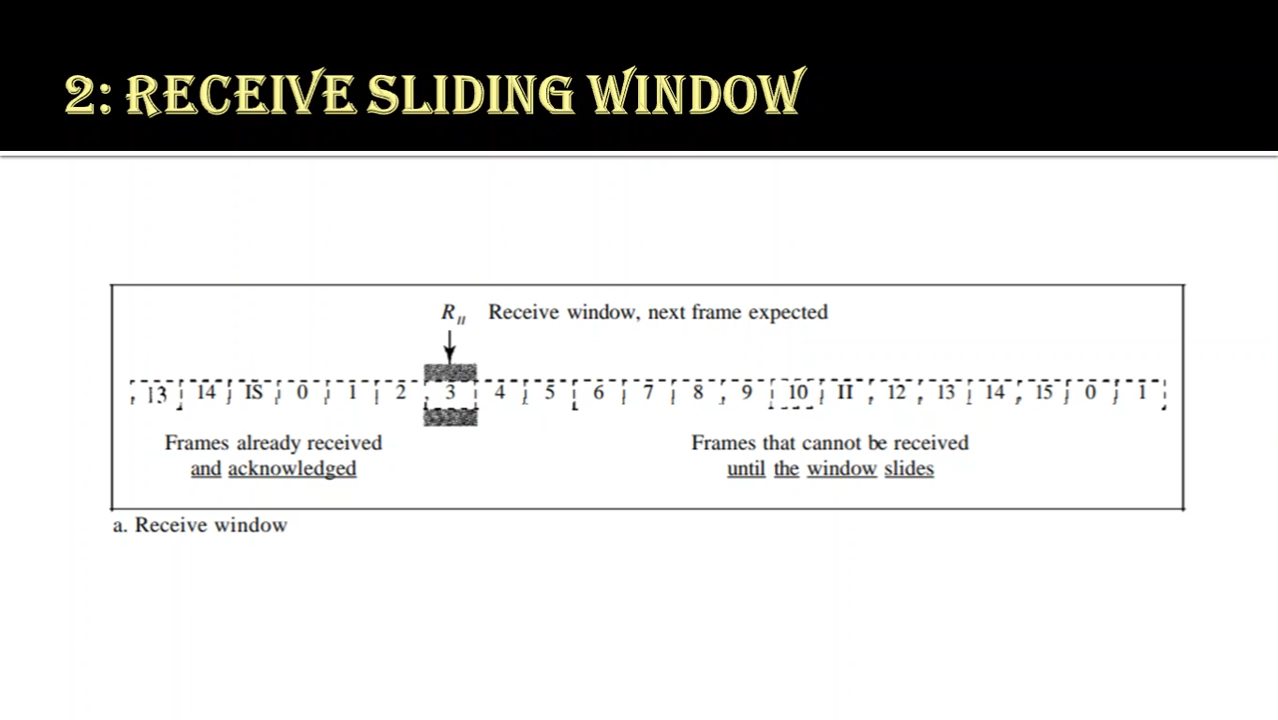 2: RECEIVE SLIDING WINDOW
R_n Receive window, next frame expected
13 14 IS 0 1 2 3 4 5 6 7 8 9 10 II 12 13 14 15 0 1
Frames already received
and acknowledged
Frames that cannot be received
until the window slides
a. Receive window